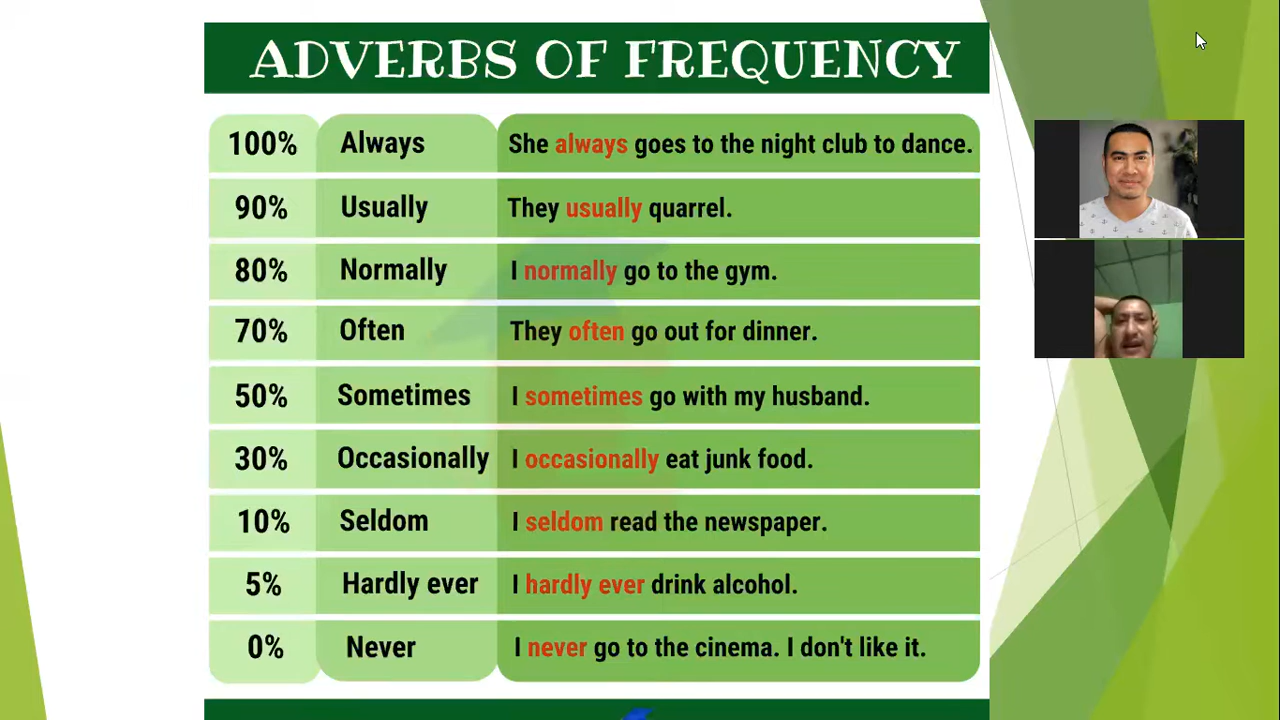 ADVERBS OF FREQUENCY
100% Always She always goes to the night club to dance.
90% Usually They usually quarrel.
80% Normally I normally go to the gym.
70% Often They often go out for dinner.
50% Sometimes I sometimes go with my husband.
30% Occasionally I occasionally eat junk food.
10% Seldom I seldom read the newspaper.
5% Hardly ever I hardly ever drink alcohol.
0% Never I never go to the cinema. I don't like it.